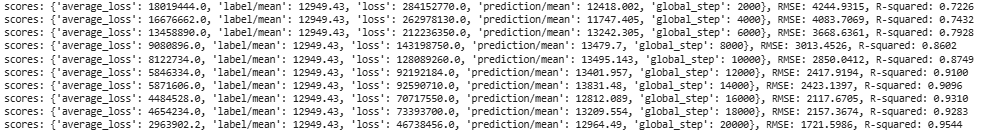 scores: {'average_loss': 18019444.0, 'label/mean': 12949.43, 'loss': 284152770.0, 'prediction/mean': 12418.002, 'global_step': 2000}, RMSE: 4244.9315, R-squared: 0.7226
scores: {'average_loss': 16676662.0, 'label/mean': 12949.43, 'loss': 262978130.0, 'prediction/mean': 11747.405, 'global_step': 4000}, RMSE: 4083.7069, R-squared: 0.7432
scores: {'average_loss': 13458890.0, 'label/mean': 12949.43, 'loss': 212236350.0, 'prediction/mean': 13242.305, 'global_step': 6000}, RMSE: 3668.6361, R-squared: 0.7928
scores: {'average_loss': 9080896.0, 'label/mean': 12949.43, 'loss': 143198750.0, 'prediction/mean': 13479.7, 'global_step': 8000}, RMSE: 3013.4526, R-squared: 0.8602
scores: {'average_loss': 8122734.0, 'label/mean': 12949.43, 'loss': 128089260.0, 'prediction/mean': 13495.143, 'global_step': 10000}, RMSE: 2850.0412, R-squared: 0.8749
scores: {'average_loss': 5846334.0, 'label/mean': 12949.43, 'loss': 92192184.0, 'prediction/mean': 13401.957, 'global_step': 12000}, RMSE: 2417.9194, R-squared: 0.9100
scores: {'average_loss': 5871606.0, 'label/mean': 12949.43, 'loss': 92590710.0, 'prediction/mean': 13831.48, 'global_step': 14000}, RMSE: 2423.1397, R-squared: 0.9096
scores: {'average_loss': 4484528.0, 'label/mean': 12949.43, 'loss': 70717550.0, 'prediction/mean': 12812.089, 'global_step': 16000}, RMSE: 2117.6705, R-squared: 0.9310
scores: {'average_loss': 4654234.0, 'label/mean': 12949.43, 'loss': 73393700.0, 'prediction/mean': 13209.554, 'global_step': 18000}, RMSE: 2157.3674, R-squared: 0.9283
scores: {'average_loss': 2963902.2, 'label/mean': 12949.43, 'loss': 46738456.0, 'prediction/mean': 12964.49, 'global_step': 20000}, RMSE: 1721.5986, R-squared: 0.9544